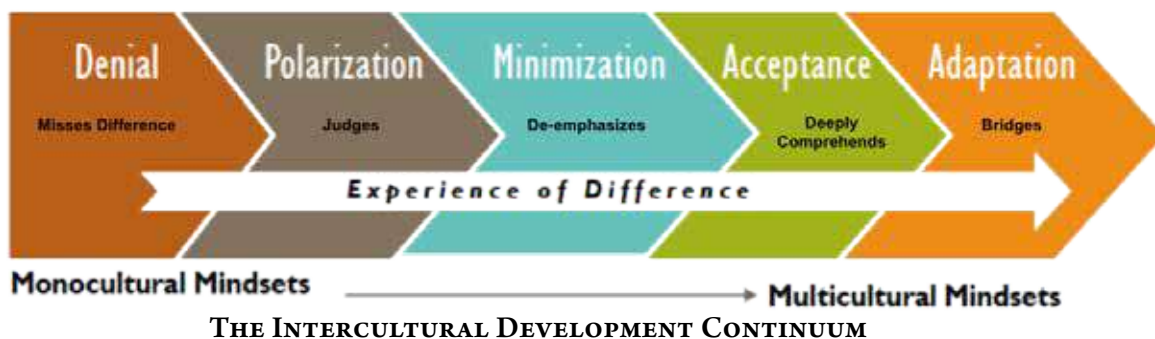 Denial Polarization Minimization Acceptance Adaptation
Misses Difference Judges De-emphasizes Deeply Comprehends Bridges
Experience of Difference
Monocultural Mindsets Multicultural Mindsets
THE INTERCULTURAL DEVELOPMENT CONTINUUM